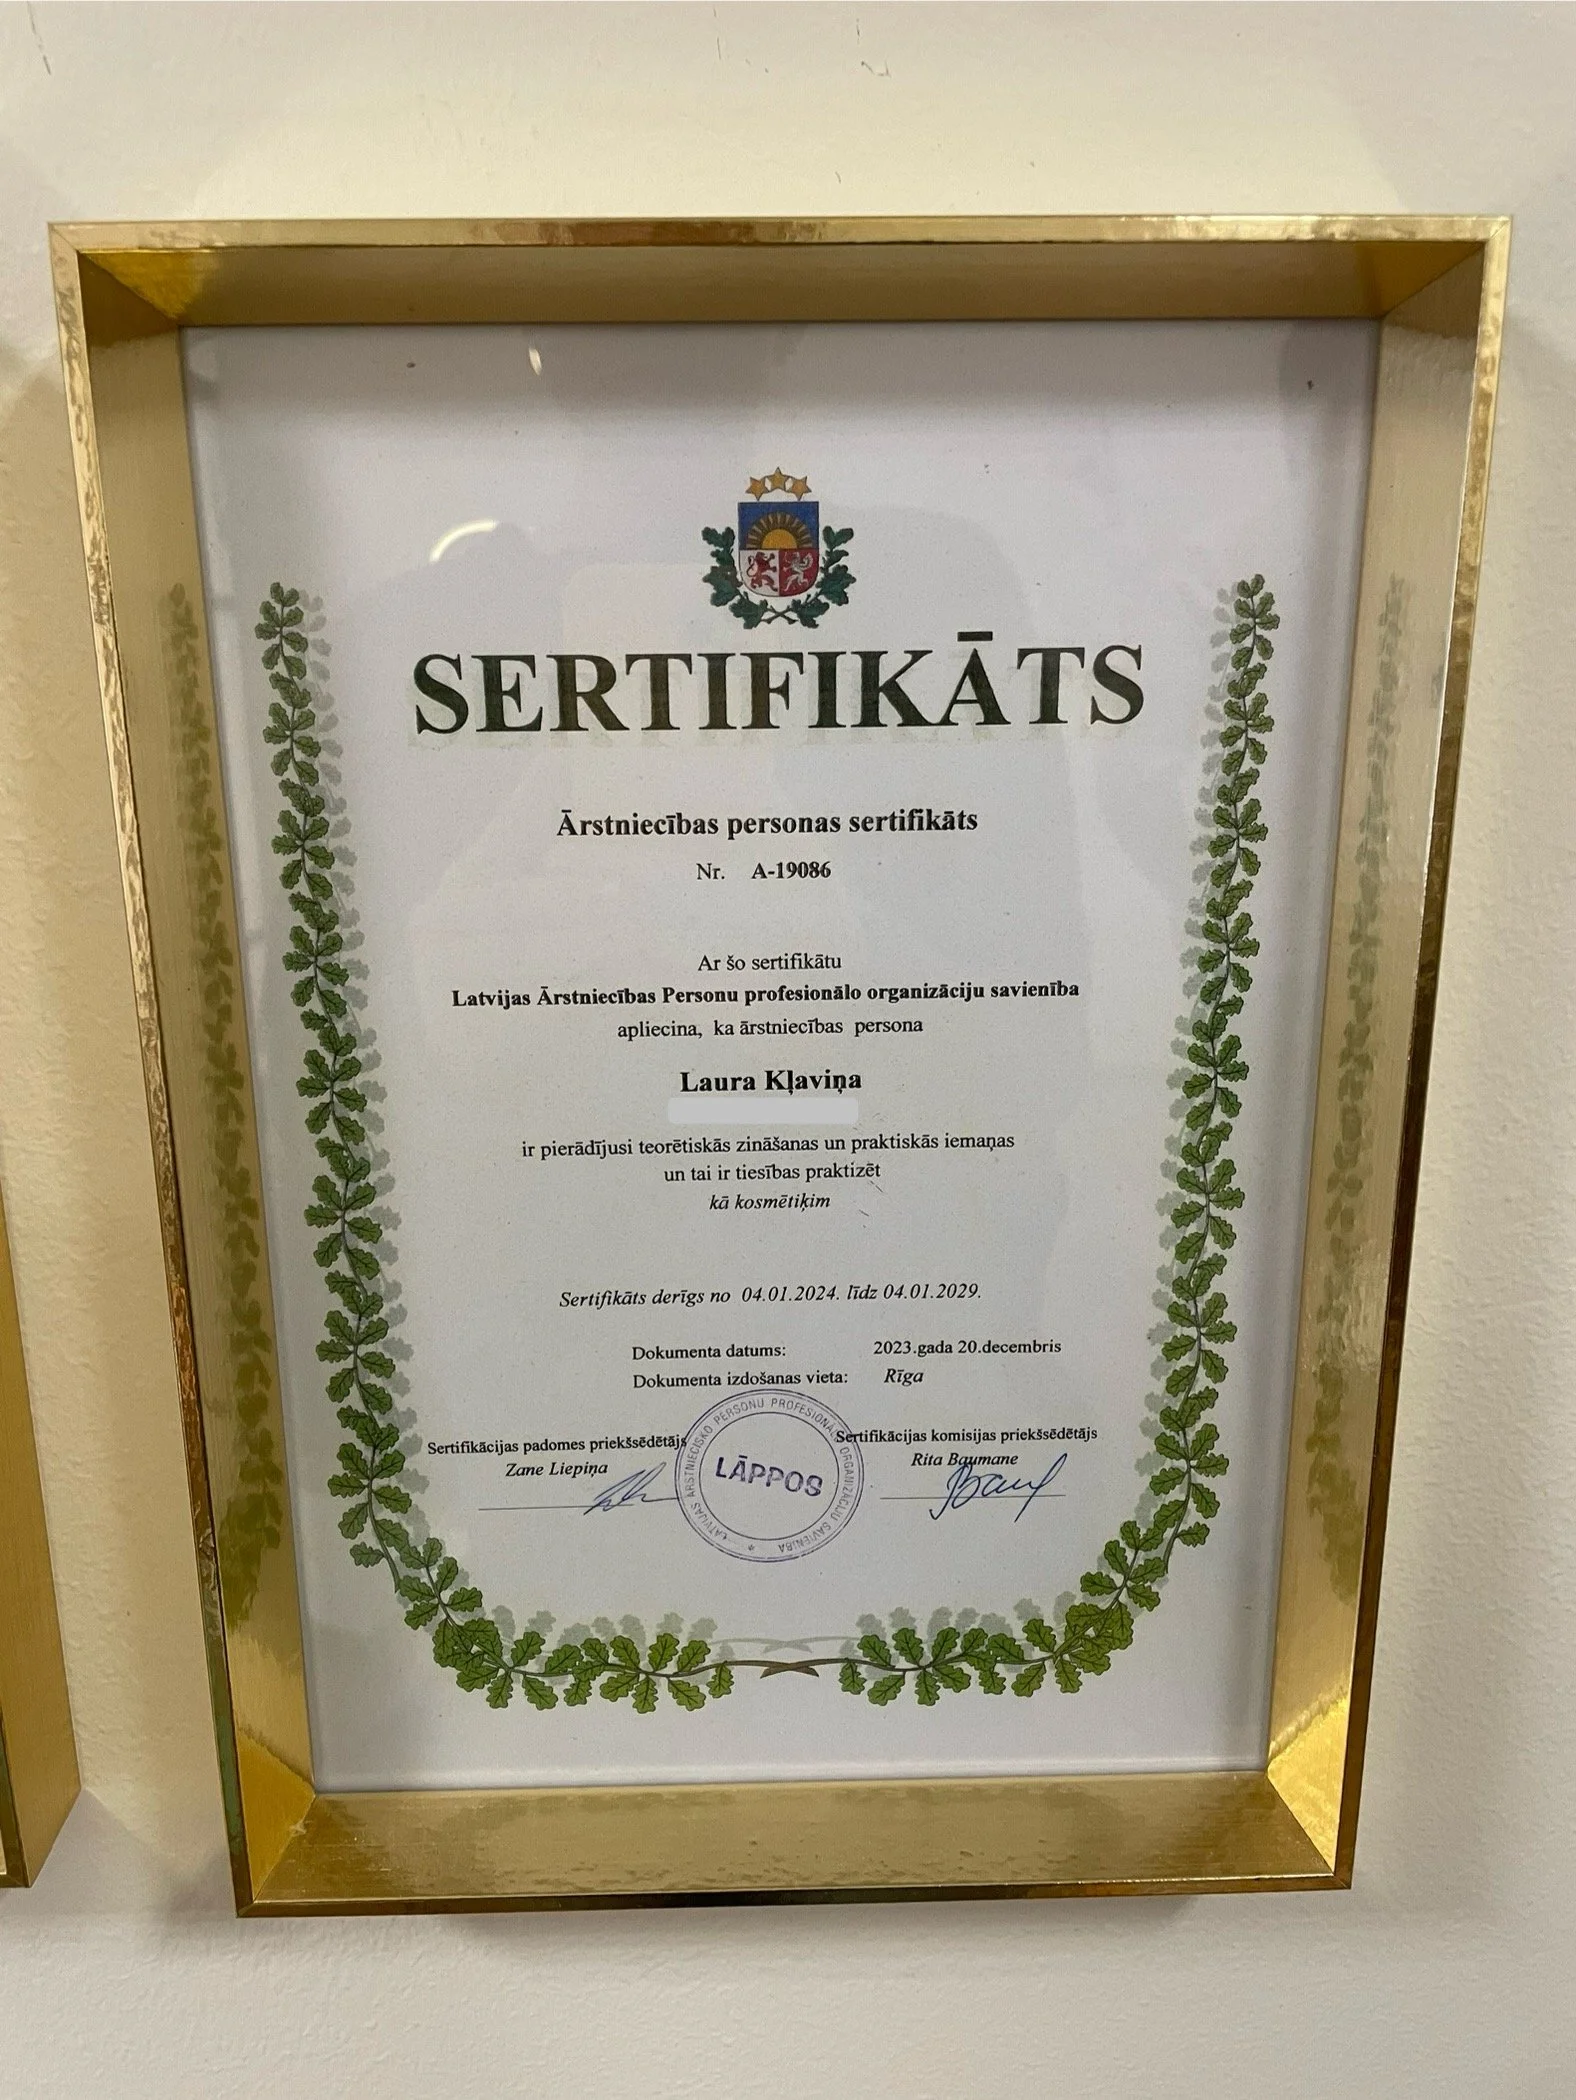 SERTIFIKĀTS
Ārstniecības personas sertifikāts
Nr. A-19086
Ar šo sertifikātu
Latvijas Ārstniecības Personu profesionālo organizāciju savienība
apliecina, ka ārstniecības persona
Laura Kļaviņa
ir pierādījusi teorētiskās zināšanas un praktiskās iemaņas
un tai ir tiesības praktizēt
kā kosmētiķim
Sertifikāts derīgs no 04.01.2024. līdz 04.01.2029.
Dokumenta datums: 2023.gada 20.decembris
Dokumenta izdošanas vieta: Rīga
Sertifikācijas padomes priekšsēdētājs
Zane Liepiņa
LATVIJAS ĀRSTNIECISKO PERSONU PROFESIONĀLO ORGANIZĀCIJU SAVIENĪBA
LĀPPOS
Sertifikācijas komisijas priekšsēdētājs
Rita Baumane